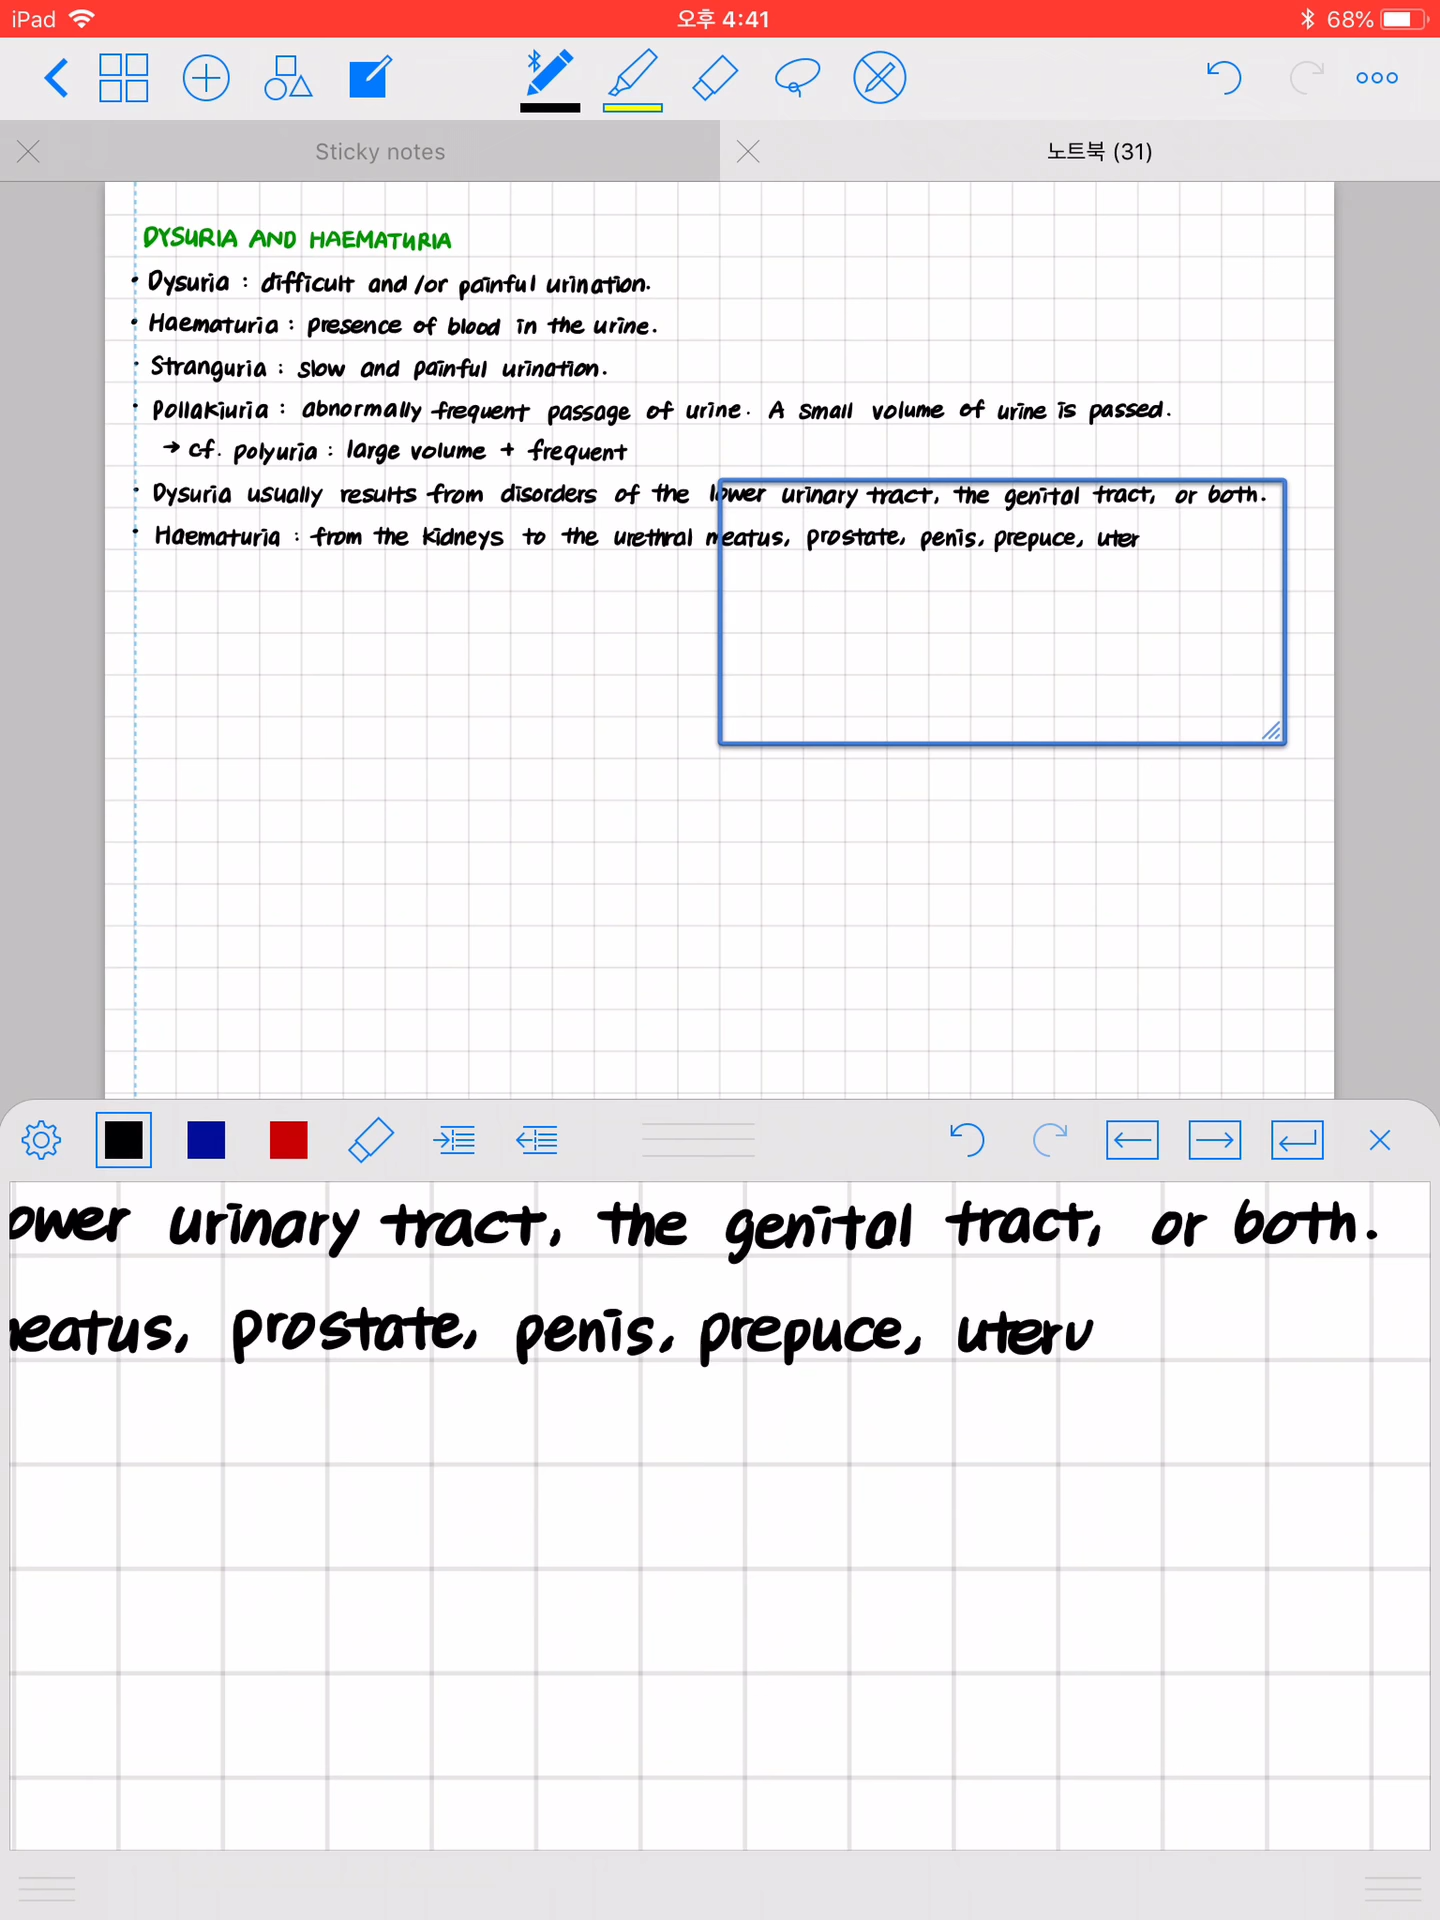 iPad 오후 4:41 68%
Sticky notes 노트북 (31)
DYSURIA AND HAEMATURIA
• Dysuria : difficult and /or painful urination.
• Haematuria : presence of blood in the urine.
• Stranguria : slow and painful urination.
• pollakiuria : abnormally frequent passage of urine. A small volume of urine is passed.
→ cf. polyuria : large volume + frequent
• Dysuria usually results from disorders of the lower urinary tract, the genital tract, or both.
• Haematuria : from the kidneys to the urethral meatus, prostate, penis, prepuce, uter
ower urinary tract, the genital tract, or both.
neatus, prostate, penis, prepuce, uteru